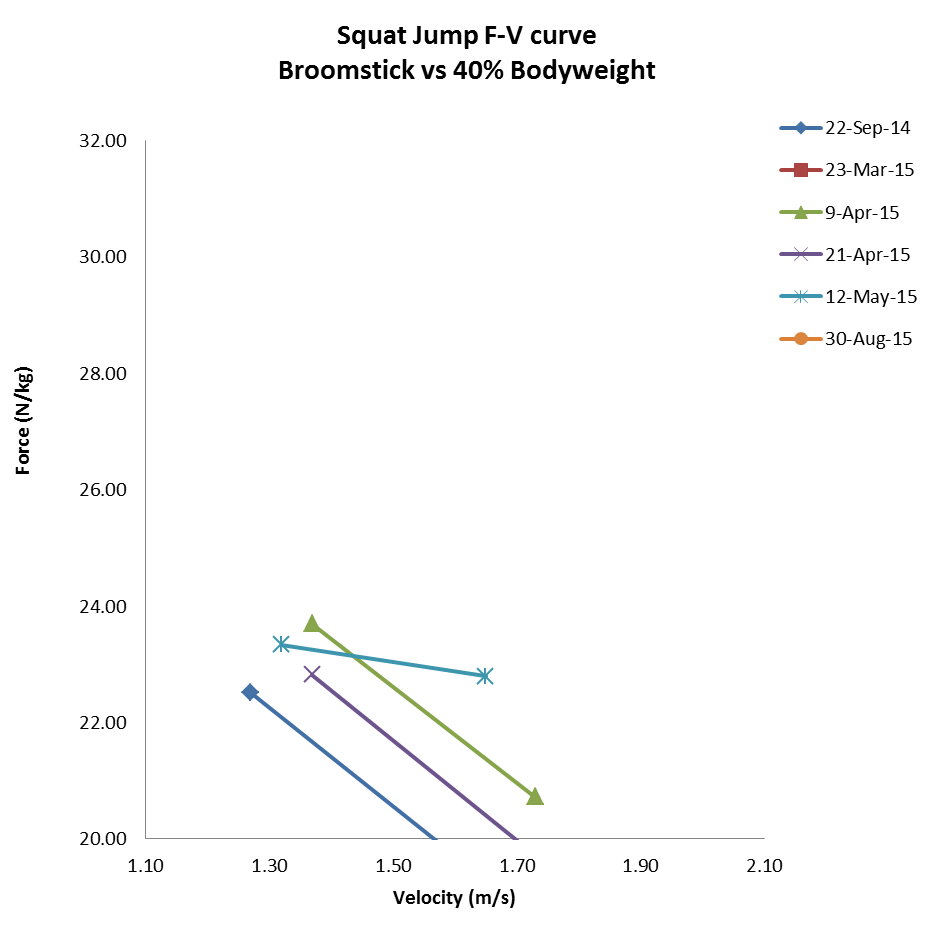 Squat Jump F-V curve
Broomstick vs 40% Bodyweight
22-Sep-14
23-Mar-15
9-Apr-15
21-Apr-15
12-May-15
30-Aug-15
32.00
30.00
28.00
26.00
24.00
22.00
20.00
Force (N/kg)
1.10 1.30 1.50 1.70 1.90 2.10
Velocity (m/s)